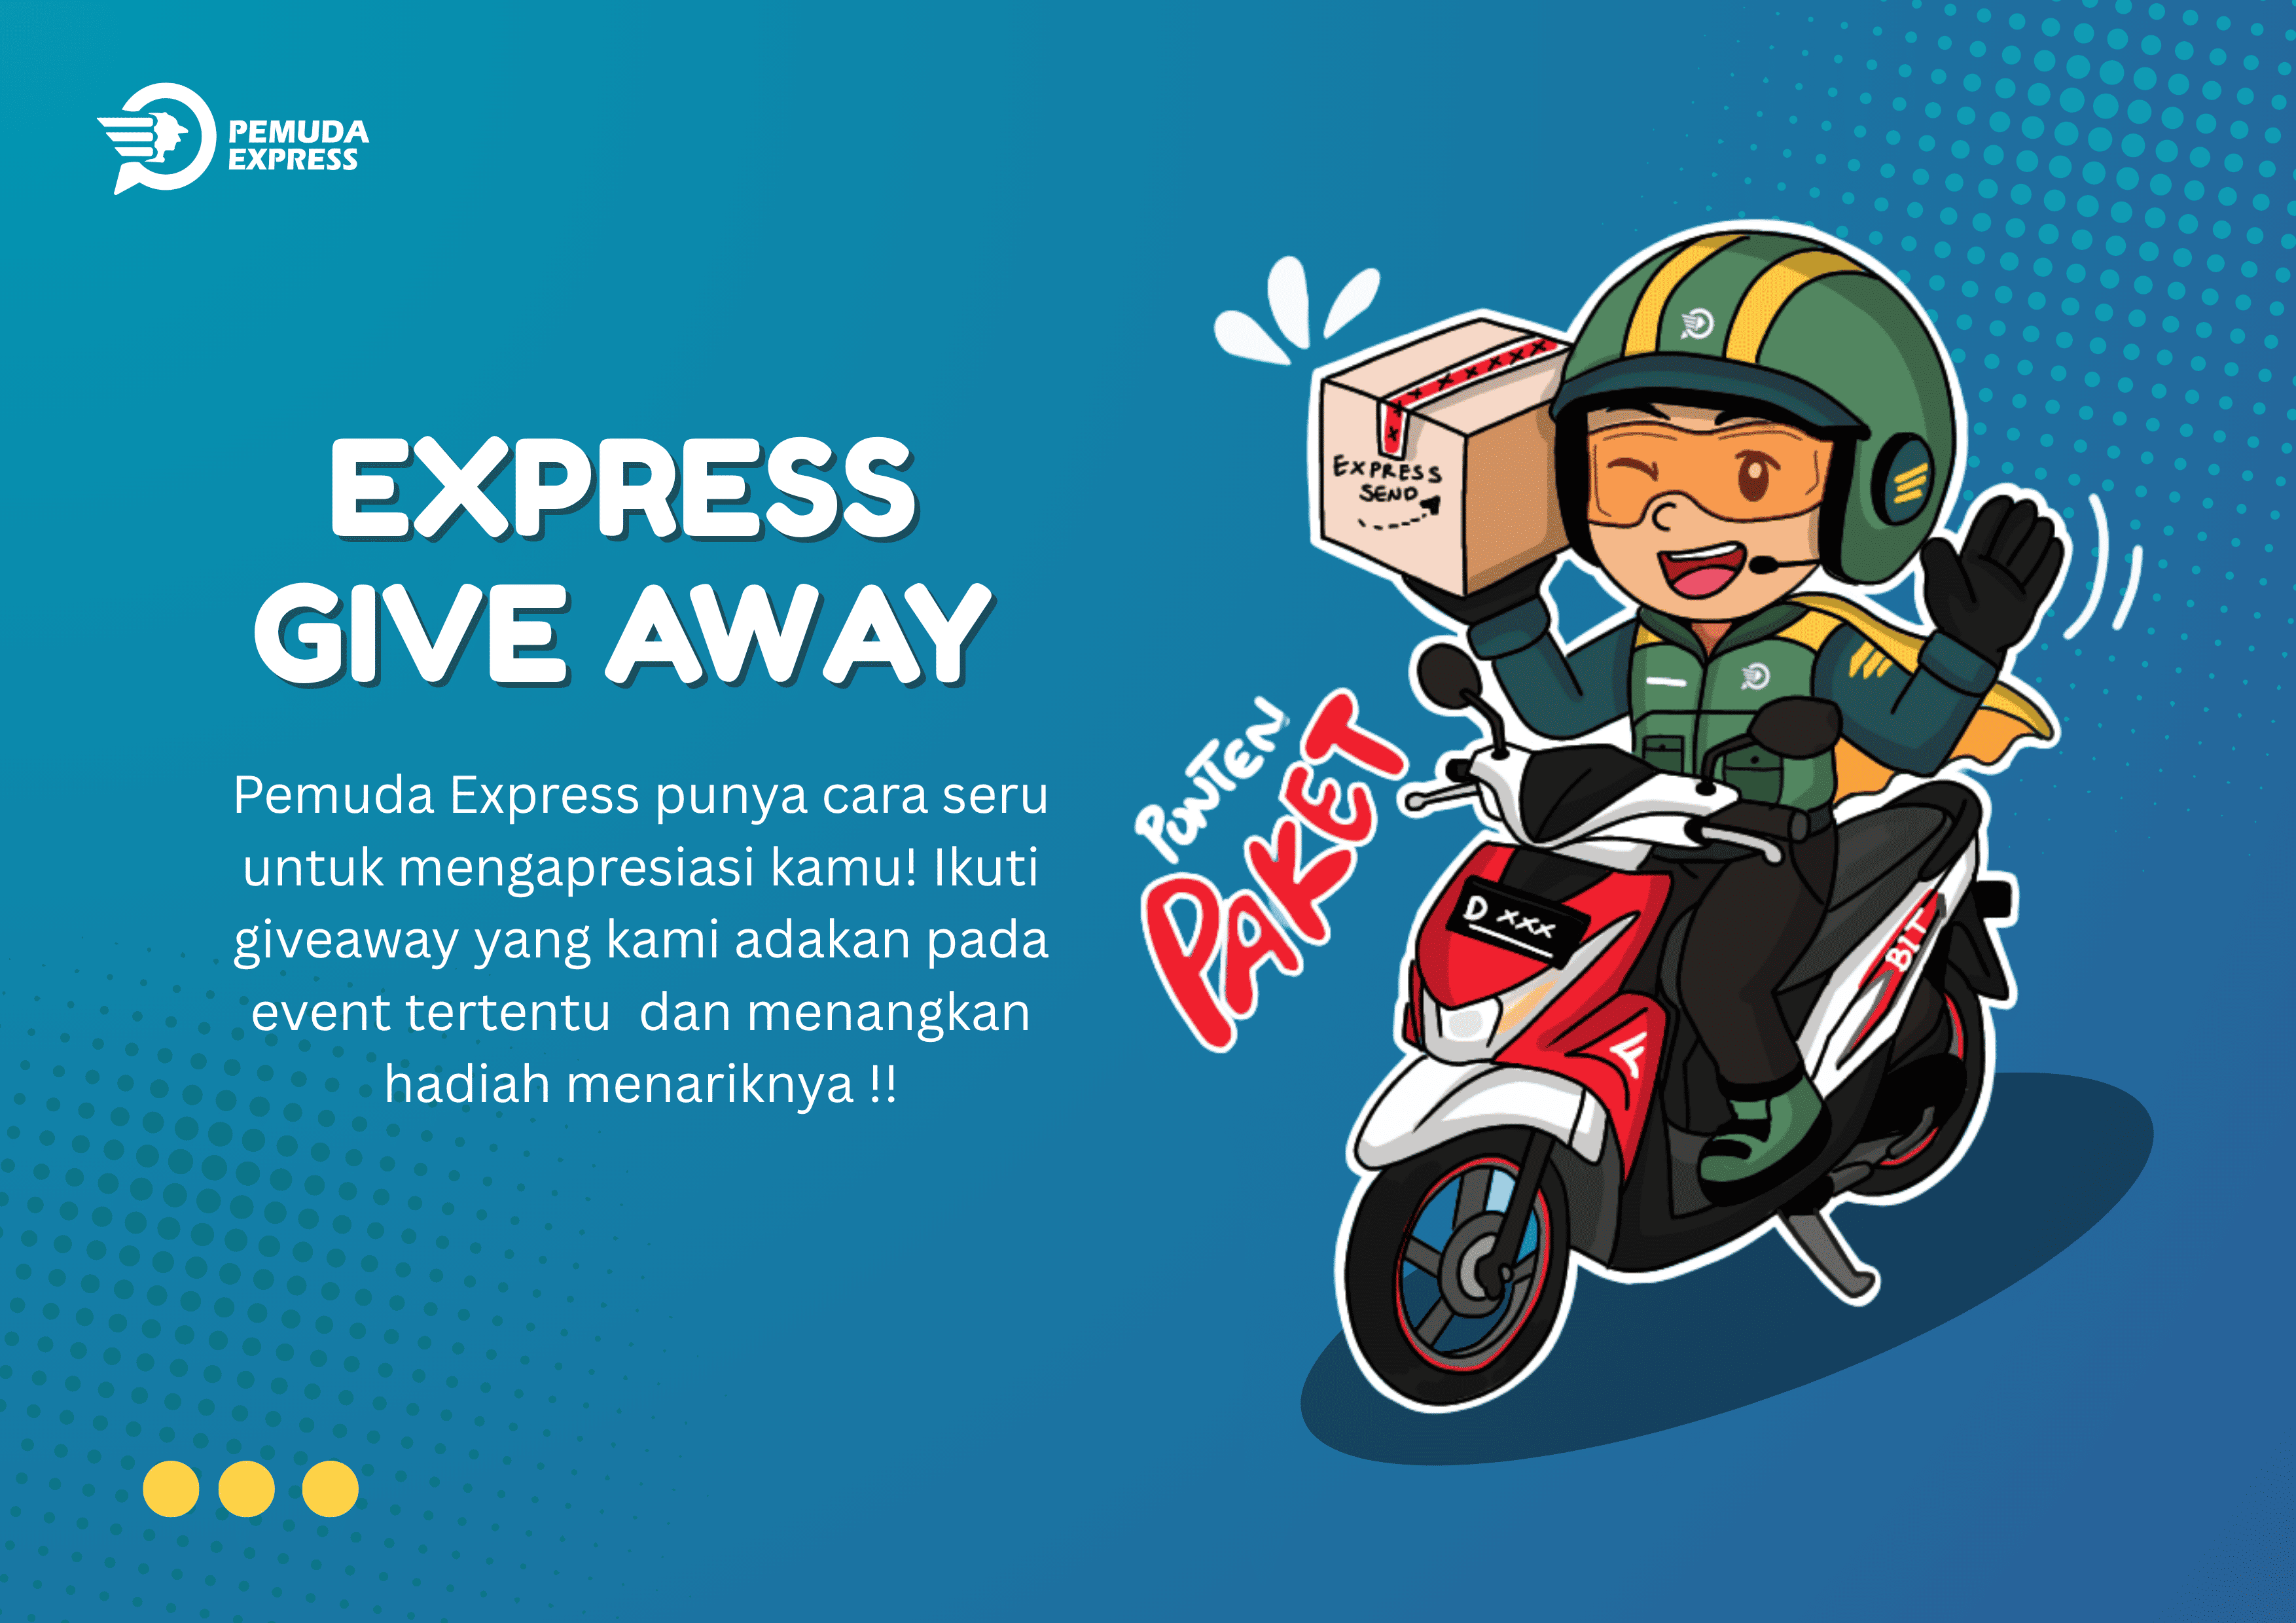 PEMUDA
EXPRESS
EXPRESS
GIVE AWAY
Pemuda Express punya cara seru
untuk mengapresiasi kamu! Ikuti
giveaway yang kami adakan pada
event tertentu  dan menangkan
hadiah menariknya !!
EXPRESS
SEND
PUNTEN
PAKET
D xxx
BIT